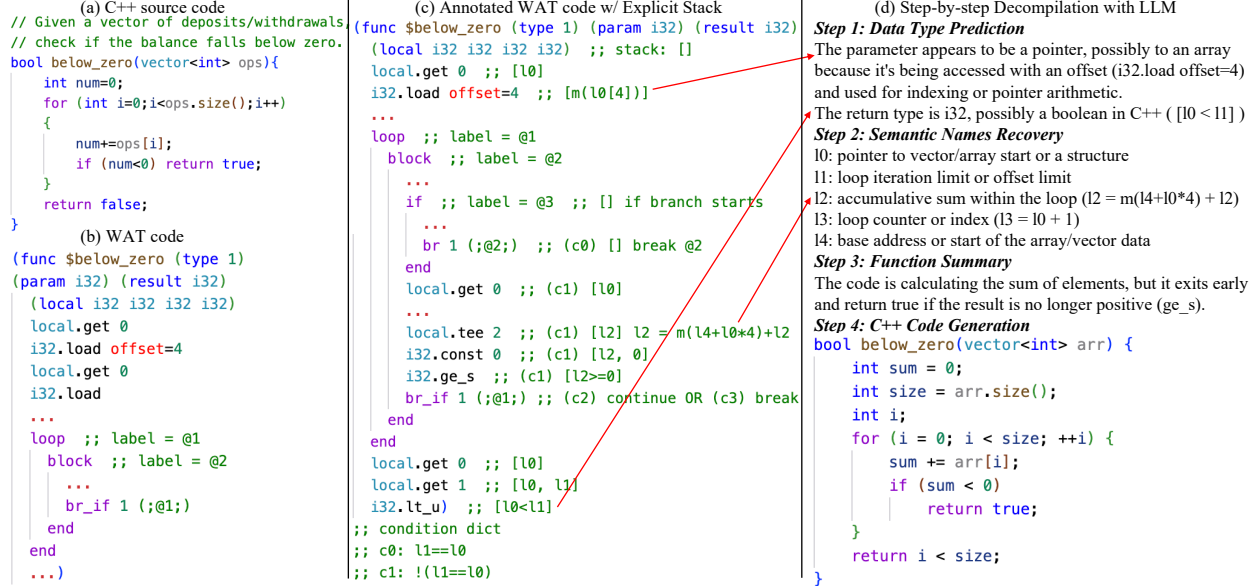 (a) C++ source code
// Given a vector of deposits/withdrawals,
// check if the balance falls below zero.
bool below_zero(vector<int> ops){
    int num=0;
    for (int i=0;i<ops.size();i++)
    {
        num+=ops[i];
        if (num<0) return true;
    }
    return false;
}
(b) WAT code
(func $below_zero (type 1)
(param i32) (result i32)
  (local i32 i32 i32 i32)
  local.get 0
  i32.load offset=4
  local.get 0
  i32.load
  ...
  loop  ;; label = @1
    block  ;; label = @2
      ...
      br_if 1 (;@1;)
    end
  end
  ...)
(c) Annotated WAT code w/ Explicit Stack
(func $below_zero (type 1) (param i32) (result i32)
  (local i32 i32 i32 i32)  ;; stack: []
  local.get 0  ;; [l0]
  i32.load offset=4  ;; [m(l0[4])]
  ...
  loop  ;; label = @1
    block  ;; label = @2
      ...
      if  ;; label = @3  ;; [] if branch starts
        ...
        br 1 (;@2;)  ;; (c0) [] break @2
      end
      local.get 0  ;; (c1) [l0]
      ...
      local.tee 2  ;; (c1) [l2] l2 = m(l4+l0*4)+l2
      i32.const 0  ;; (c1) [l2, 0]
      i32.ge_s  ;; (c1) [l2>=0]
      br_if 1 (;@1;) ;; (c2) continue OR (c3) break
    end
  end
  local.get 0  ;; [l0]
  local.get 1  ;; [l0, l1]
  i32.lt_u)  ;; [l0<l1]
;; condition dict
;; c0: l1==l0
;; c1: !(l1==l0)
(d) Step-by-step Decompilation with LLM
Step 1: Data Type Prediction
The parameter appears to be a pointer, possibly to an array
because it's being accessed with an offset (i32.load offset=4)
and used for indexing or pointer arithmetic.
The return type is i32, possibly a boolean in C++ ( [l0 < l1] )
Step 2: Semantic Names Recovery
l0: pointer to vector/array start or a structure
l1: loop iteration limit or offset limit
l2: accumulative sum within the loop (l2 = m(l4+l0*4) + l2)
l3: loop counter or index (l3 = l0 + 1)
l4: base address or start of the array/vector data
Step 3: Function Summary
The code is calculating the sum of elements, but it exits early
and return true if the result is no longer positive (ge_s).
Step 4: C++ Code Generation
bool below_zero(vector<int> arr) {
    int sum = 0;
    int size = arr.size();
    int i;
    for (i = 0; i < size; ++i) {
        sum += arr[i];
        if (sum < 0)
            return true;
    }
    return i < size;
}